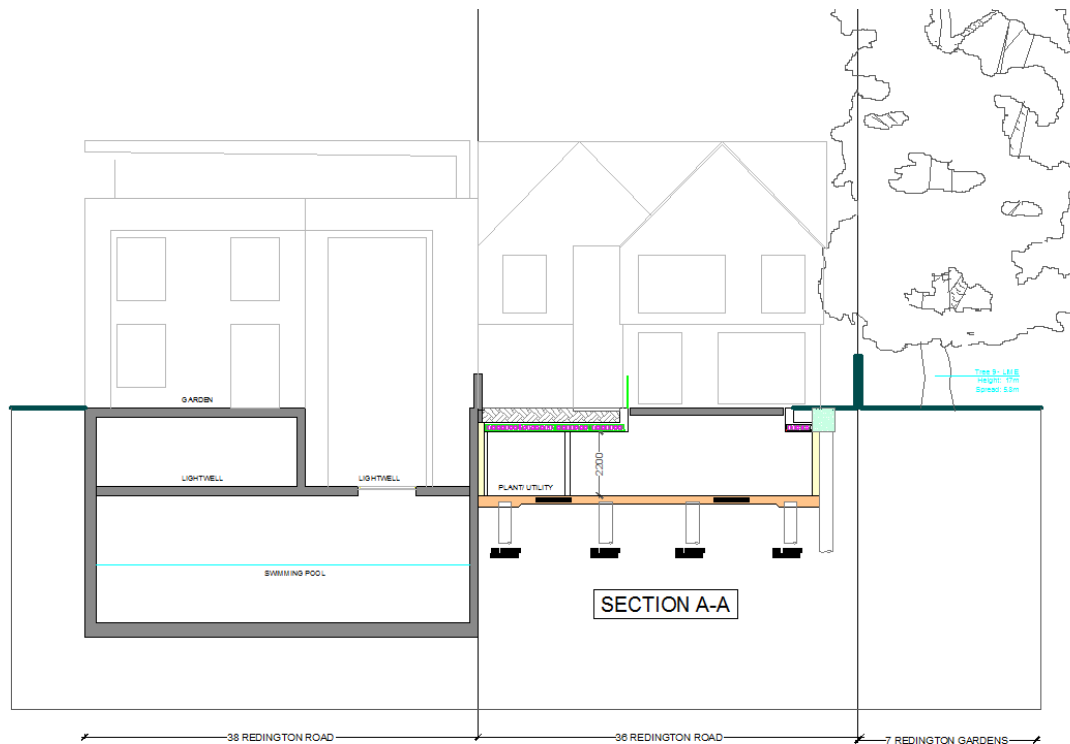 GARDEN
Tree 9 - LIME
Height: 17m
Spread: 5.5m
LIGHTWELL
LIGHTWELL
2200
PLANT/ UTILITY
SWIMMING POOL
SECTION A-A
38 REDINGTON ROAD
36 REDINGTON ROAD
7 REDINGTON GARDENS